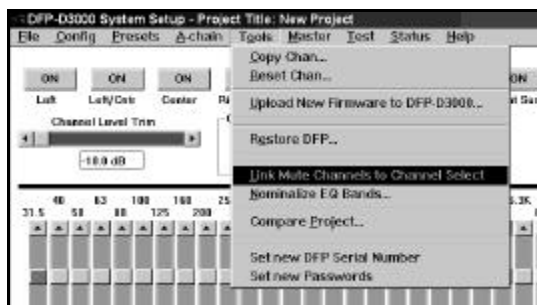 DFP-D3000 System Setup - Project Title: New Project
File Config Presets A-chain Tools Master Test Status Help
ON ON ON ON
Left Left/Cntr Center
Channel Level Trim
-10.0 dB
Copy Chan...
Reset Chan...
Upload New Firmware to DFP-D3000...
Restore DFP...
Link Mute Channels to Channel Select
Nominalize EQ Bands...
Compare Project...
Set new DFP Serial Number
Set new Passwords
40 63 100 160
31.5 50 80 125 200